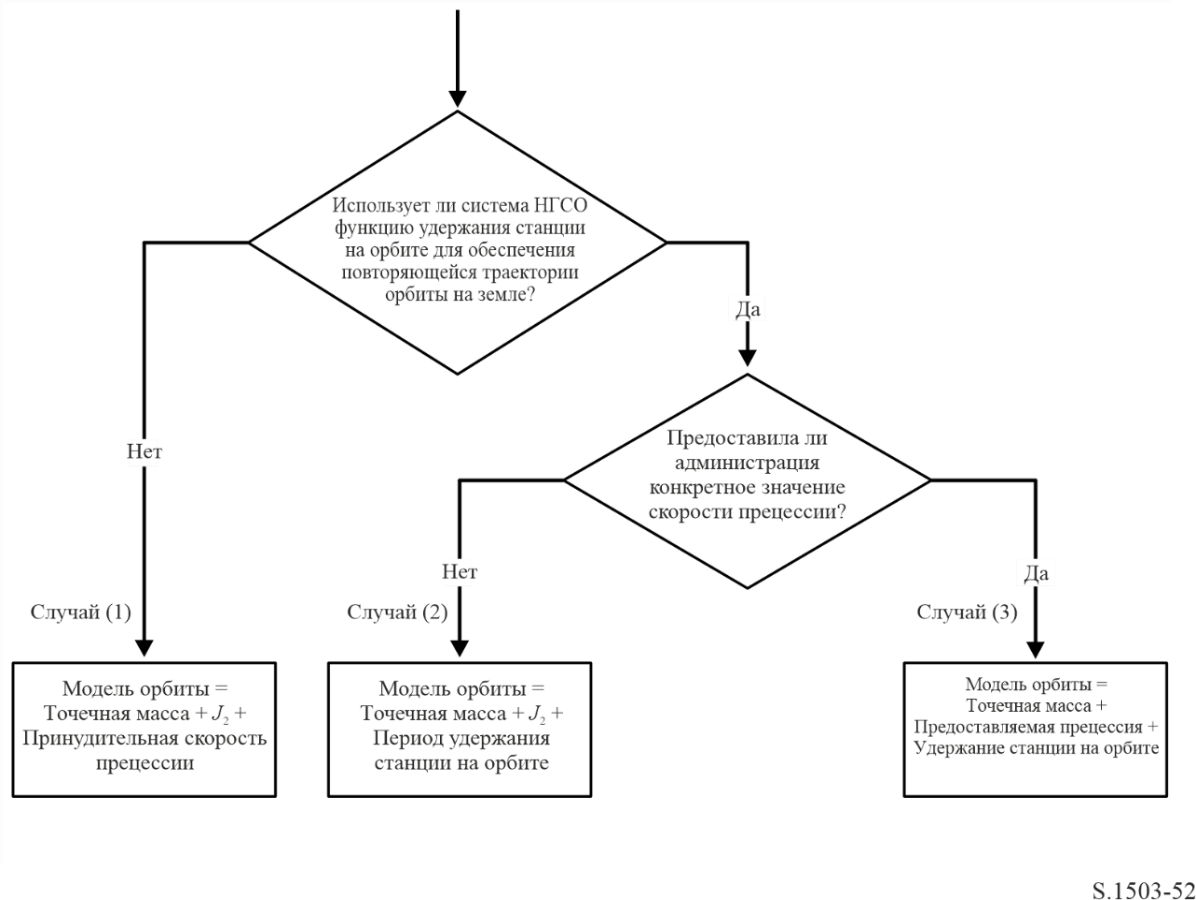 Использует ли система НГСО
функцию удержания станции
на орбите для обеспечения
повторяющейся траектории
орбиты на земле?
Да
Нет
Предоставила ли
администрация
конкретное значение
скорости прецессии?
Нет
Да
Случай (1)
Случай (2)
Случай (3)
Модель орбиты =
Точечная масса + J₂ +
Принудительная скорость
прецессии
Модель орбиты =
Точечная масса + J₂ +
Период удержания
станции на орбите
Модель орбиты =
Точечная масса +
Предоставляемая прецессия +
Удержание станции на орбите
S.1503-52